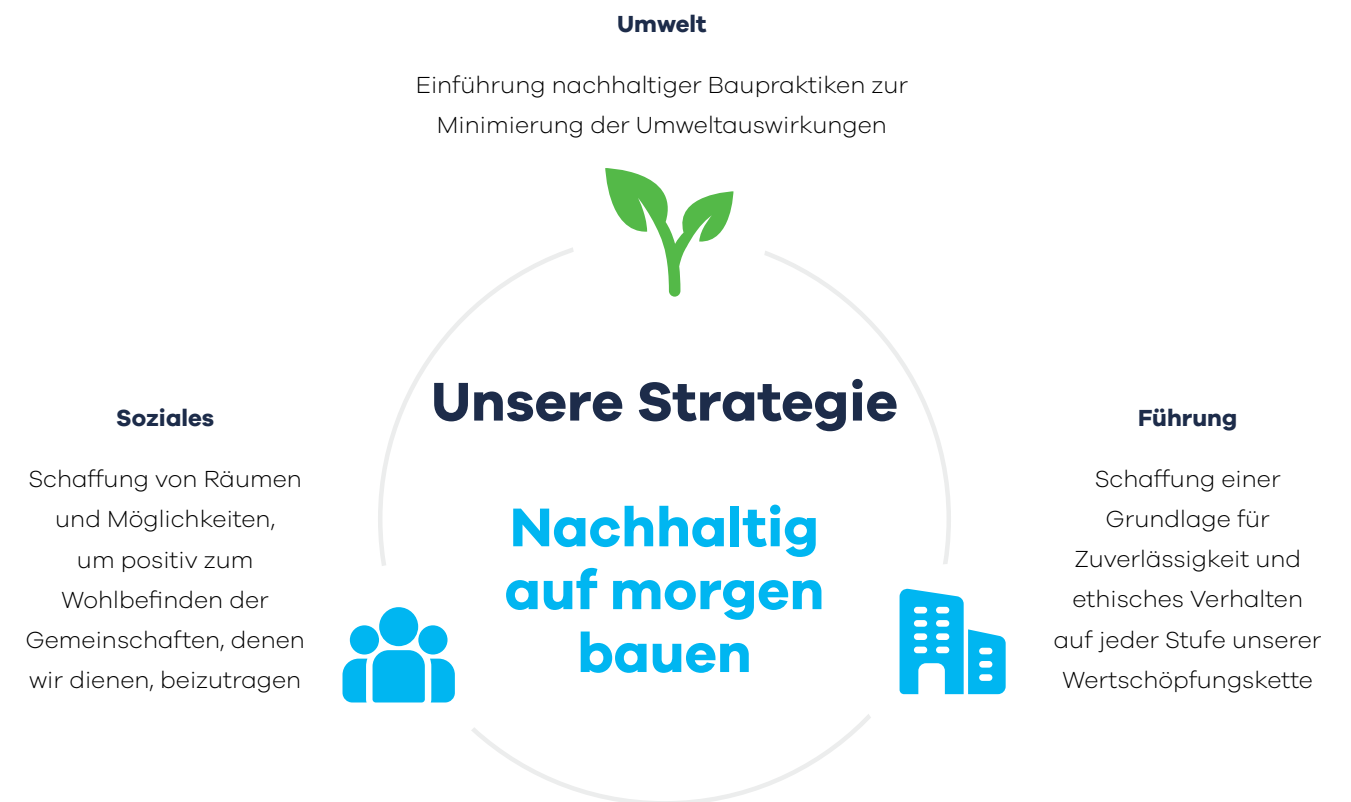 Umwelt
Einführung nachhaltiger Baupraktiken zur
Minimierung der Umweltauswirkungen
Unsere Strategie
Nachhaltig
auf morgen
bauen
Soziales
Schaffung von Räumen
und Möglichkeiten,
um positiv zum
Wohlbefinden der
Gemeinschaften, denen
wir dienen, beizutragen
Führung
Schaffung einer
Grundlage für
Zuverlässigkeit und
ethisches Verhalten
auf jeder Stufe unserer
Wertschöpfungskette